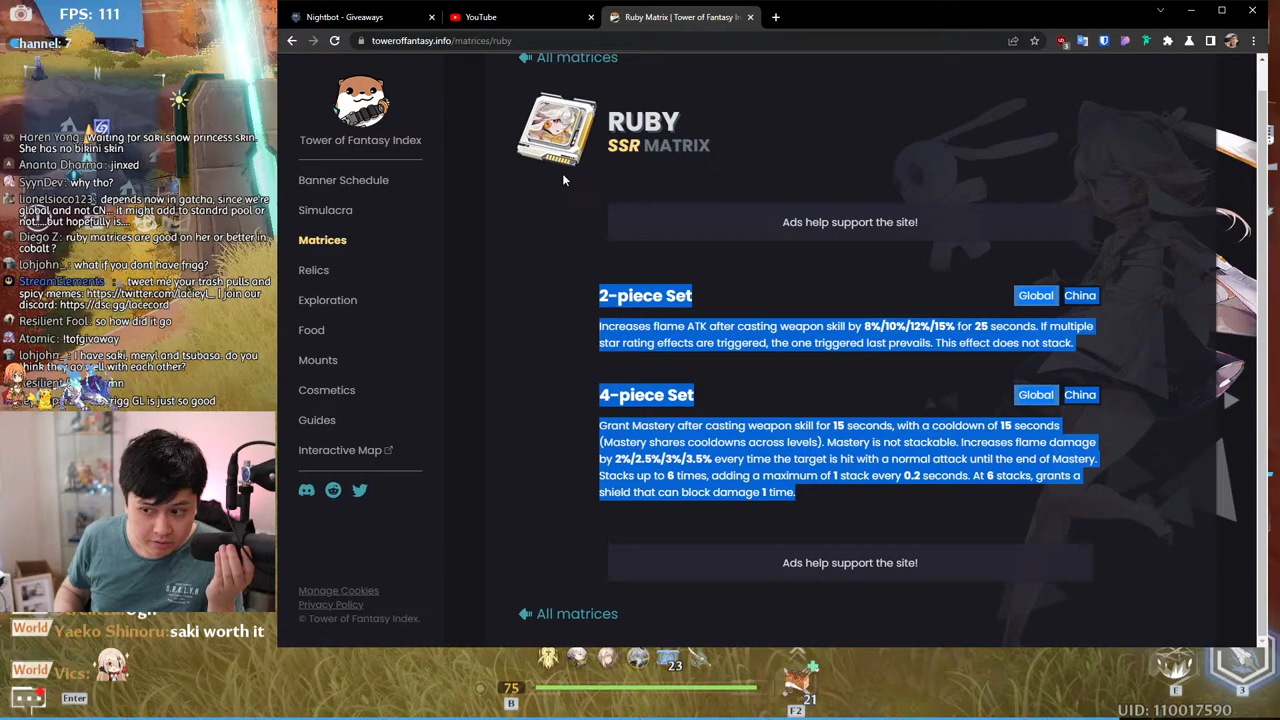 FPS: 111
Channel: 7
N
Haren Yong: waiting for saki snow princess skin.
She has no bikini skin
Ananta Dharma: jinxed
SyynDev: why tho?
lionelsioco123: depends now in gatcha, since we're
global and not CN... it might add to standrd pool or
not....but hopefully is....
Diego Z: ruby matrices are good on her or better in
cobalt ?
lohjohn_: what if you dont have frigg?
StreamElements : tweet me your trash pulls and
spicy memes: https://twitter.com/lacieyl_ | join our
discord: https://dsc.gg/lacecord
Resilient Fool: so how did it go
Atomic: !tofgiveaway
lohjohn_: I have saki, meryl and tsubasa. do you
think they go well with each other?
rigg GL is just so good
World
Yaeko Shinoru: saki worth it
World
Vics:
Enter
Nightbot - Giveaways
YouTube
Ruby Matrix | Tower of Fantasy In
toweroffantasy.info/matrices/ruby
3
Tower of Fantasy Index
Banner Schedule
Simulacra
Matrices
Relics
Exploration
Food
Mounts
Cosmetics
Guides
Interactive Map
Manage Cookies
Privacy Policy
© Tower of Fantasy Index.
All matrices
RUBY
SSR MATRIX
Ads help support the site!
2-piece Set
Global China
Increases flame ATK after casting weapon skill by 8%/10%/12%/15% for 25 seconds. If multiple
star rating effects are triggered, the one triggered last prevails. This effect does not stack.
4-piece Set
Global China
Grant Mastery after casting weapon skill for 15 seconds, with a cooldown of 15 seconds
(Mastery shares cooldowns across levels). Mastery is not stackable. Increases flame damage
by 2%/2.5%/3%/3.5% every time the target is hit with a normal attack until the end of Mastery.
Stacks up to 6 times, adding a maximum of 1 stack every 0.2 seconds. At 6 stacks, grants a
shield that can block damage 1 time.
Ads help support the site!
All matrices
23
75
B
21
F2
E
3
UID: 110017590